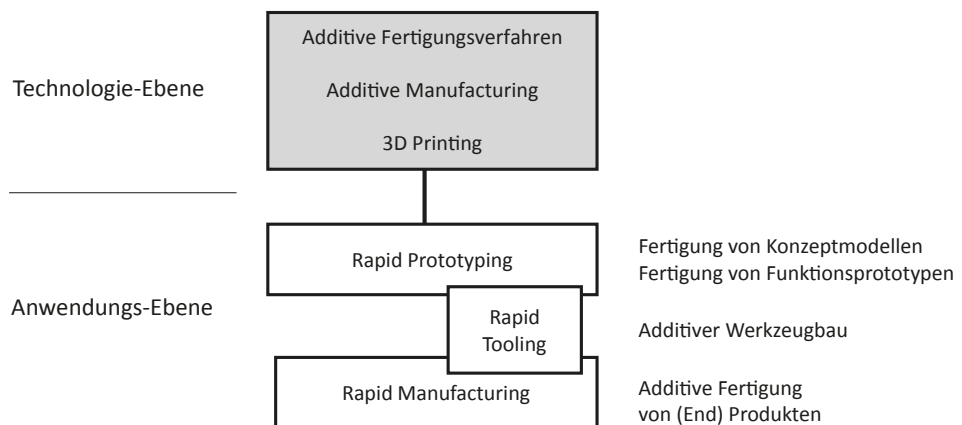 Technologie-Ebene
Additive Fertigungsverfahren
Additive Manufacturing
3D Printing
Anwendungs-Ebene
Rapid Prototyping
Fertigung von Konzeptmodellen
Fertigung von Funktionsprototypen
Rapid
Tooling
Additiver Werkzeugbau
Rapid Manufacturing
Additive Fertigung
von (End) Produkten